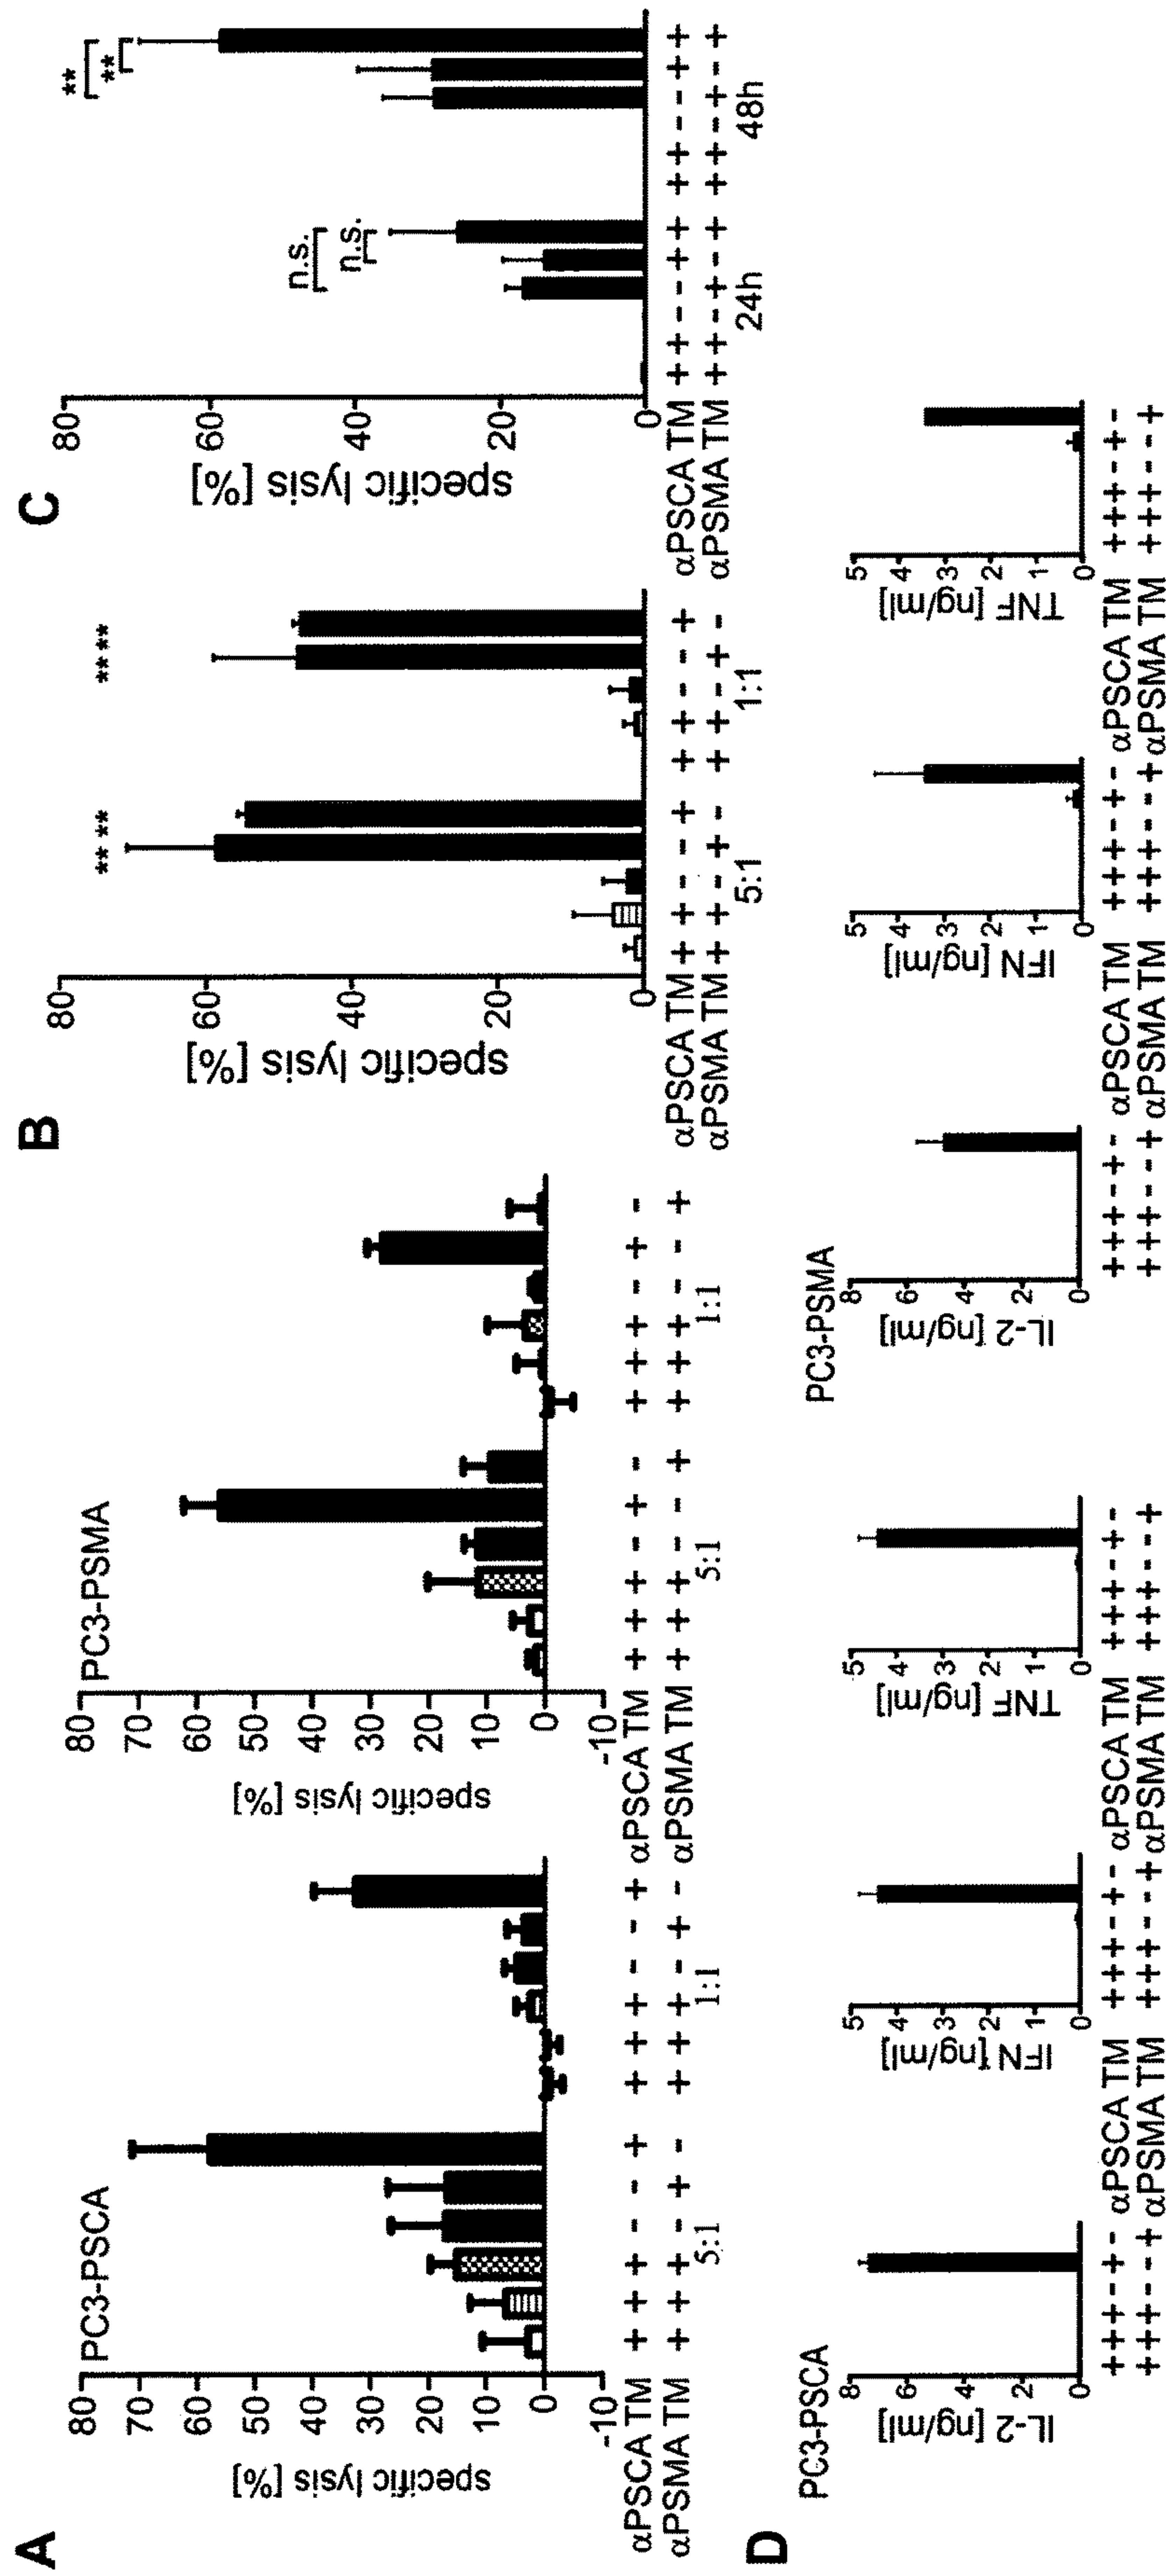 A
PC3-PSCA
80
70
60
50
40
30
20
10
0
-10
specific lysis [%]
αPSCA TM + + + - - + + + + - - +
αPSMA TM + + + - + - + + + - + -
5:1 1:1
PC3-PSMA
80
70
60
50
40
30
20
10
0
-10
specific lysis [%]
αPSCA TM + + + - + - + + + - + -
αPSMA TM + + + - - + + + + - - +
5:1 1:1
B
80
60
40
20
0
specific lysis [%]
** ** ** **
αPSCA TM + + - - + + + - - +
αPSMA TM + + - + - + + - + -
5:1 1:1
C
80
60
40
20
0
specific lysis [%]
n.s.
n.s.
**
**
αPSCA TM + + - - + + + + - - + +
αPSMA TM + + - + - + + + - + - +
24h 48h
D
PC3-PSCA
8
6
4
2
0
IL-2 [ng/ml]
αPSCA TM +++-+-
αPSMA TM +++--+
5
4
3
2
1
0
IFN [ng/ml]
αPSCA TM +++-+-
αPSMA TM +++--+
5
4
3
2
1
0
TNF [ng/ml]
αPSCA TM +++-+-
αPSMA TM +++--+
PC3-PSMA
8
6
4
2
0
IL-2 [ng/ml]
αPSCA TM +++-+-
αPSMA TM +++--+
5
4
3
2
1
0
IFN [ng/ml]
αPSCA TM +++-+-
αPSMA TM +++--+
5
4
3
2
1
0
TNF [ng/ml]
αPSCA TM +++-+-
αPSMA TM +++--+